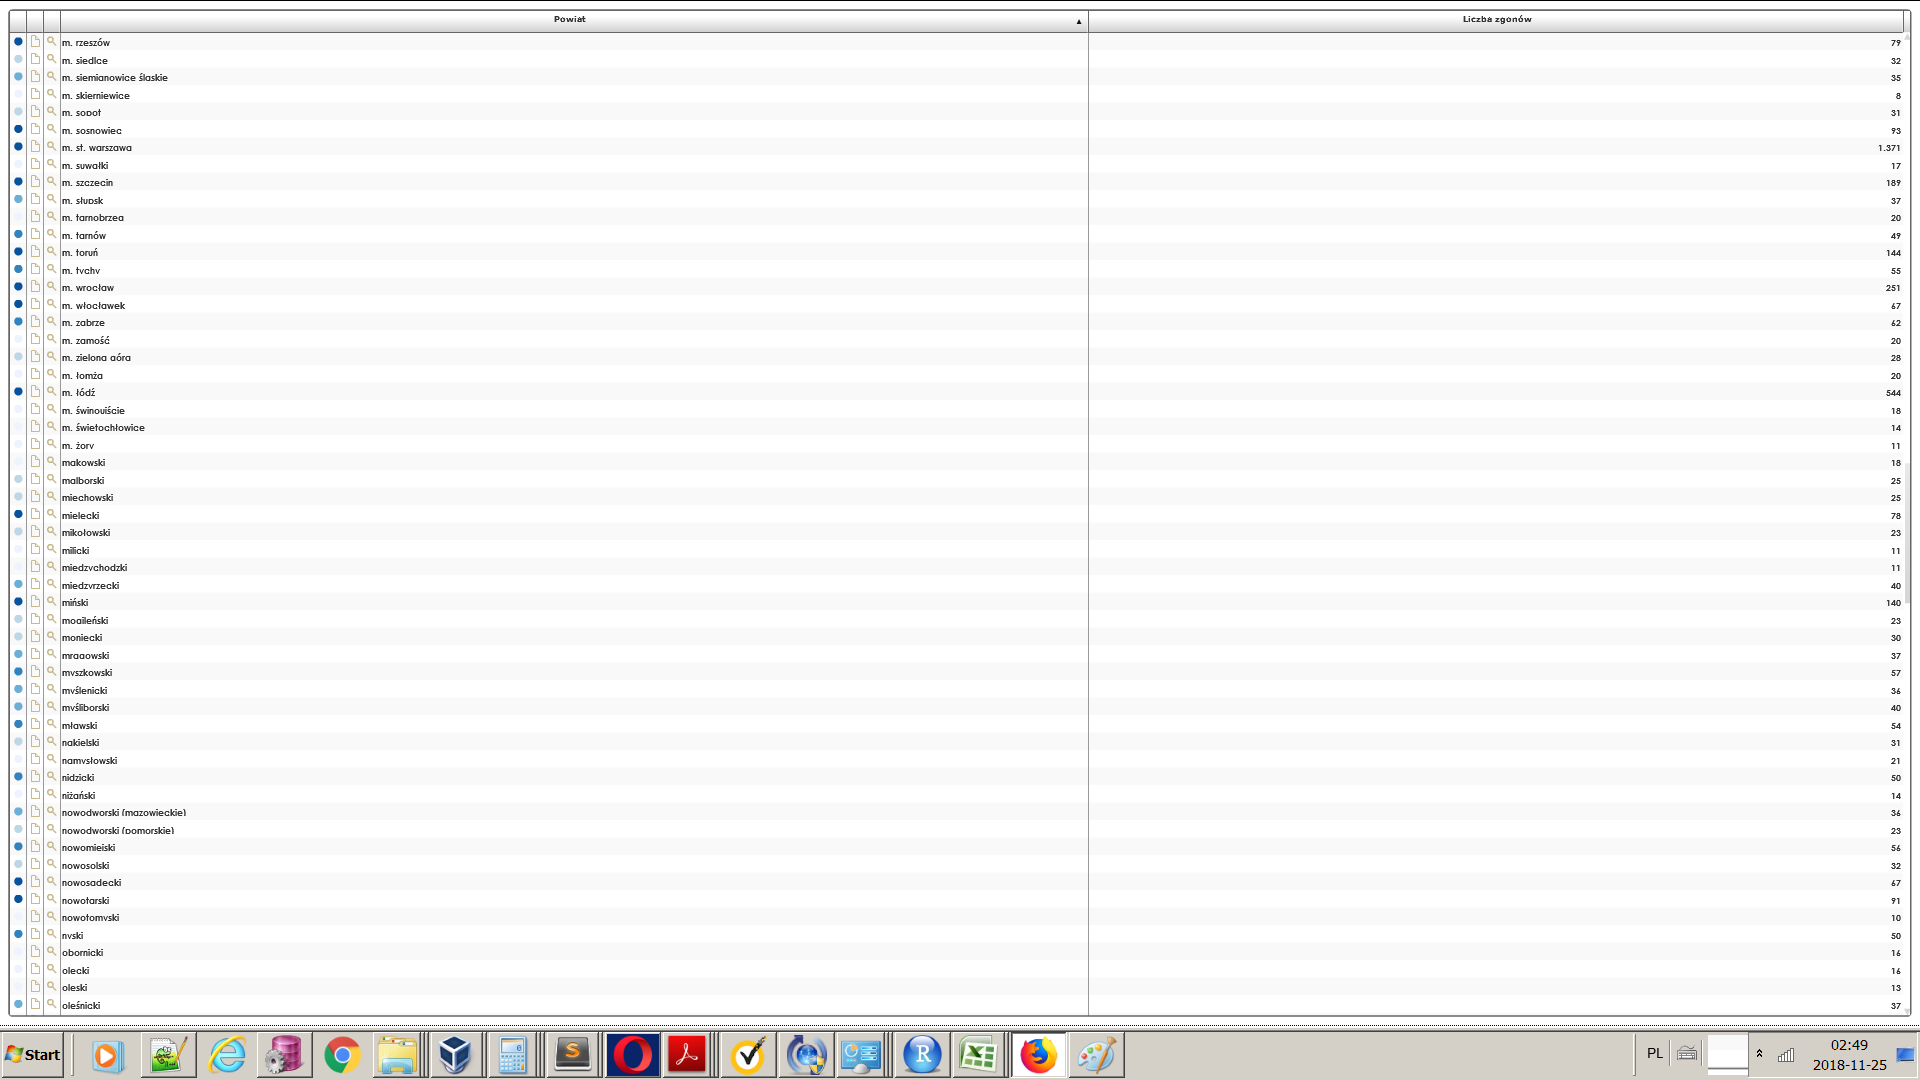 Powiat Liczba zgonów
m. rzeszów 79
m. siedlce 32
m. siemianowice śląskie 35
m. skierniewice 8
m. sopot 31
m. sosnowiec 93
m. st. warszawa 1.371
m. suwałki 17
m. szczecin 189
m. słupsk 37
m. tarnobrzeg 20
m. tarnów 49
m. toruń 144
m. tychy 55
m. wrocław 251
m. włocławek 67
m. zabrze 62
m. zamość 20
m. zielona góra 28
m. łomża 20
m. łódź 544
m. świnoujście 18
m. świętochłowice 14
m. żory 11
makowski 18
malborski 25
miechowski 25
mielecki 78
mikołowski 23
milicki 11
międzychodzki 11
międzyrzecki 40
miński 140
mogileński 23
moniecki 30
mrągowski 37
myszkowski 57
myślenicki 36
myśliborski 40
mławski 54
nakielski 31
namysłowski 21
nidzicki 50
niżański 14
nowodworski (mazowieckie) 36
nowodworski (pomorskie) 23
nowomiejski 56
nowosolski 32
nowosądecki 67
nowotarski 91
nowotomyski 10
nyski 50
obornicki 16
olecki 16
oleski 13
oleśnicki 37
Start
PL
02:49
2018-11-25